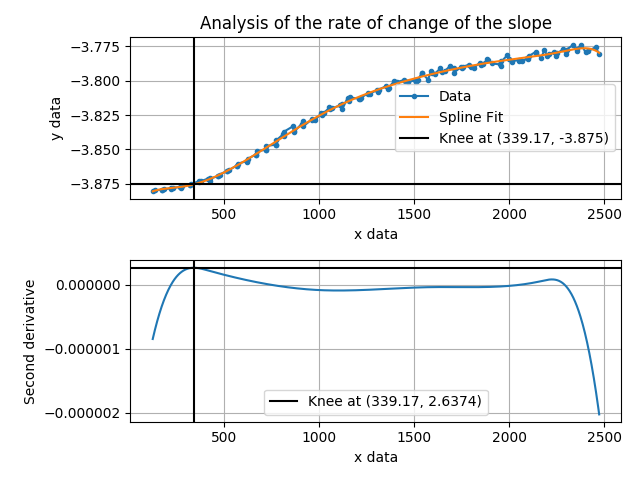 Analysis of the rate of change of the slope
−3.775
−3.800
−3.825
−3.850
−3.875
y data
Data
Spline Fit
Knee at (339.17, -3.875)
500
1000
1500
2000
2500
x data
0.000000
−0.000001
−0.000002
Second derivative
Knee at (339.17, 2.6374)
500
1000
1500
2000
2500
x data